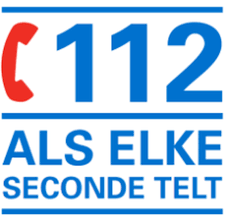 112
ALS ELKE
SECONDE TELT